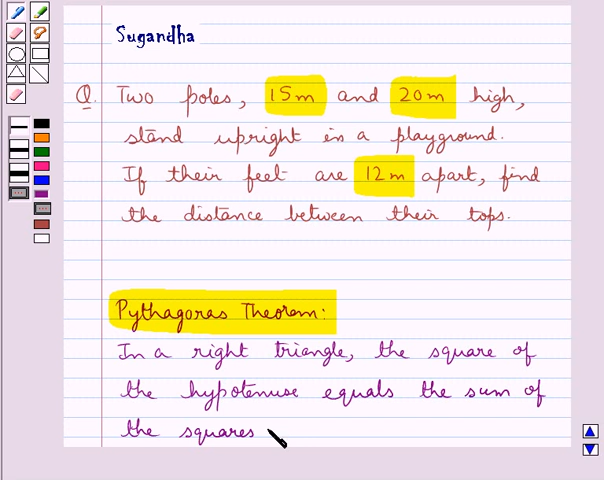 Sugandha
Q. Two poles, 15m and 20m high,
stand upright in a playground.
If their feet are 12m apart, find
the distance between their tops.
Pythagoras Theorem:
In a right triangle, the square of
the hypotenuse equals the sum of
the squares